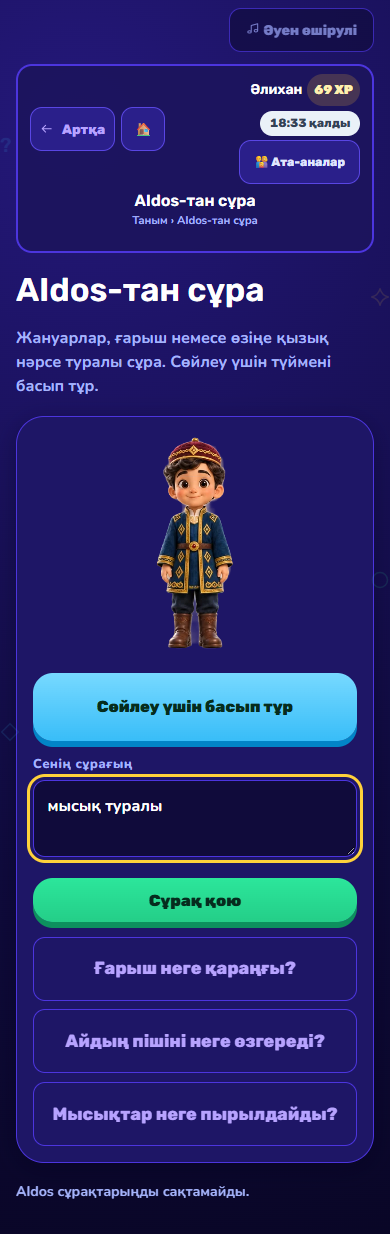 Әуен өшірулі
Әлихан 69 XP
18:33 қалды
← Артқа
Ата-аналар
Aldos-тан сұра
Таным › Aldos-тан сұра
Aldos-тан сұра
Жануарлар, ғарыш немесе өзіңе қызық
нәрсе туралы сұра. Сөйлеу үшін түймені
басып тұр.
Сөйлеу үшін басып тұр
Сенің сұрағың
мысық туралы
Сұрақ қою
Ғарыш неге қараңғы?
Айдың пішіні неге өзгереді?
Мысықтар неге пырылдайды?
Aldos сұрақтарыңды сақтамайды.